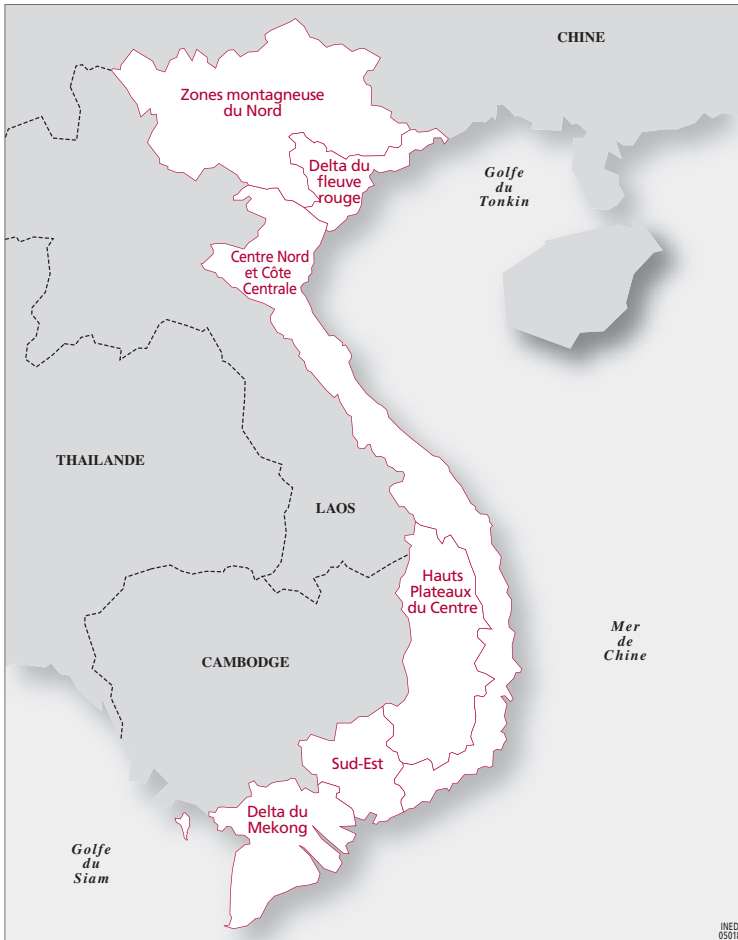 CHINE
Zones montagneuse
du Nord
Delta du
fleuve
rouge
Golfe
du
Tonkin
Centre Nord
et Côte
Centrale
THAILANDE
LAOS
Hauts
Plateaux
du Centre
Mer
de
Chine
CAMBODGE
Sud-Est
Delta du
Mekong
Golfe
du
Siam
INED
05018